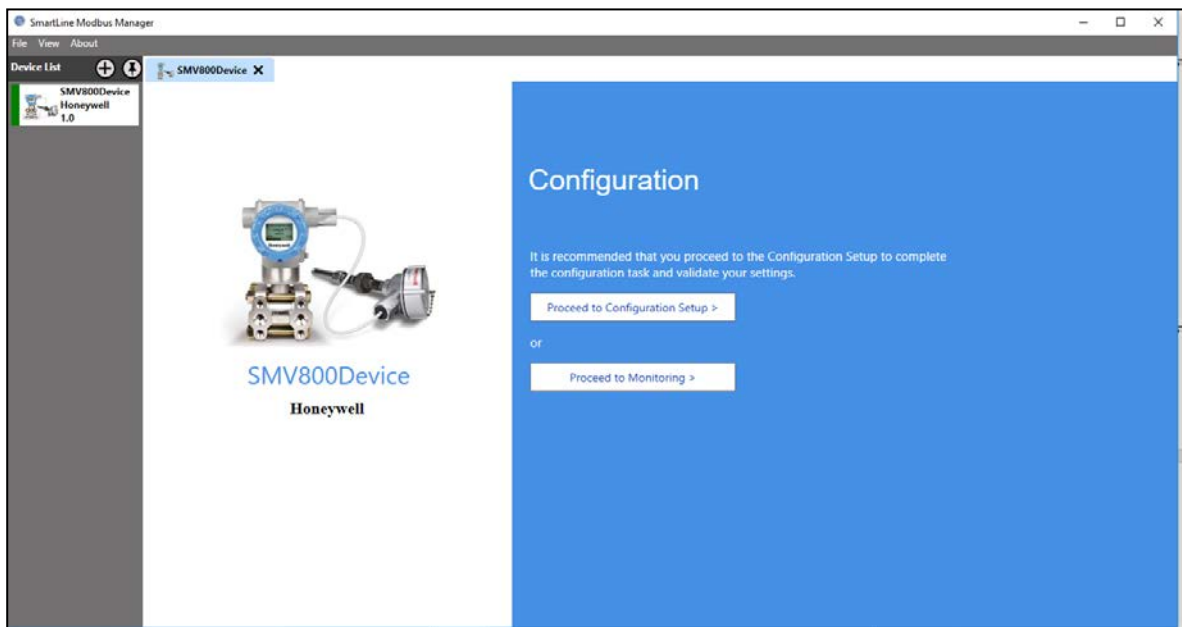 SmartLine Modbus Manager
File View About
Device List
SMV800Device
SMV800Device
Honeywell
1.0
Configuration
It is recommended that you proceed to the Configuration Setup to complete
the configuration task and validate your settings.
Proceed to Configuration Setup >
or
Proceed to Monitoring >
SMV800Device
Honeywell